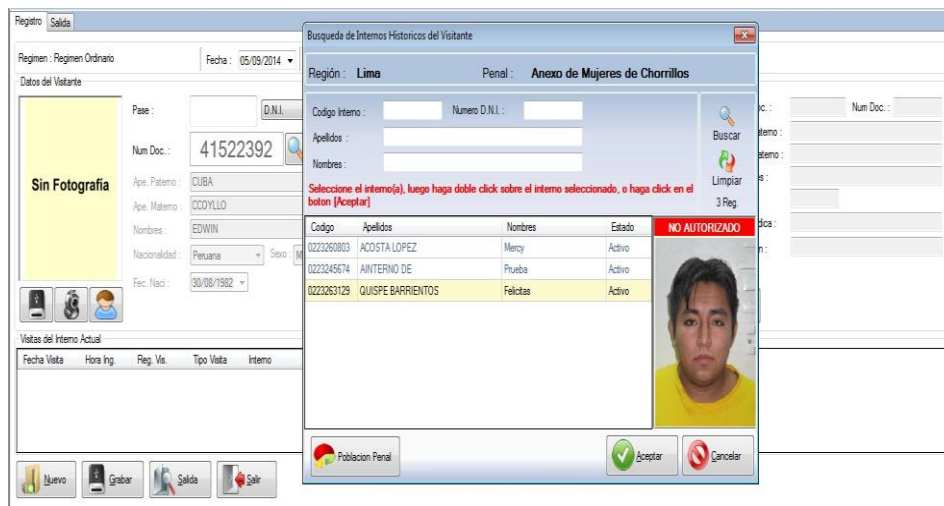 Registro Salida
Regimen : Regimen Ordinario Fecha : 05/09/2014
Datos del Visitante
Sin Fotografía
Pase : D.N.I.
Num Doc. : 41522392
Ape. Paterno : CUBA
Ape. Materno : CCOYLLO
Nombres : EDWIN
Nacionalidad : Peruana Sexo : M
Fec. Naci : 30/08/1982
Visitas del Interno Actual
Fecha Visita Hora Ing. Reg. Vis. Tipo Visita Interno
Nuevo Grabar Salida Salir
Busqueda de Internos Historicos del Visitante
Región : Lima Penal : Anexo de Mujeres de Chorrillos
Codigo Interno : Numero D.N.I. :
Apellidos :
Nombres :
Buscar
Limpiar
3 Reg.
Seleccione el interno(a), luego haga doble click sobre el interno seleccionado, o haga click en el
boton [Aceptar]
Codigo Apellidos Nombres Estado NO AUTORIZADO
0223260803 ACOSTA LOPEZ Mercy Activo
0223245674 AINTERNO DE Prueba Activo
0223263129 QUISPE BARRIENTOS Felicitas Activo
Poblacion Penal Aceptar Cancelar
Num Doc. :